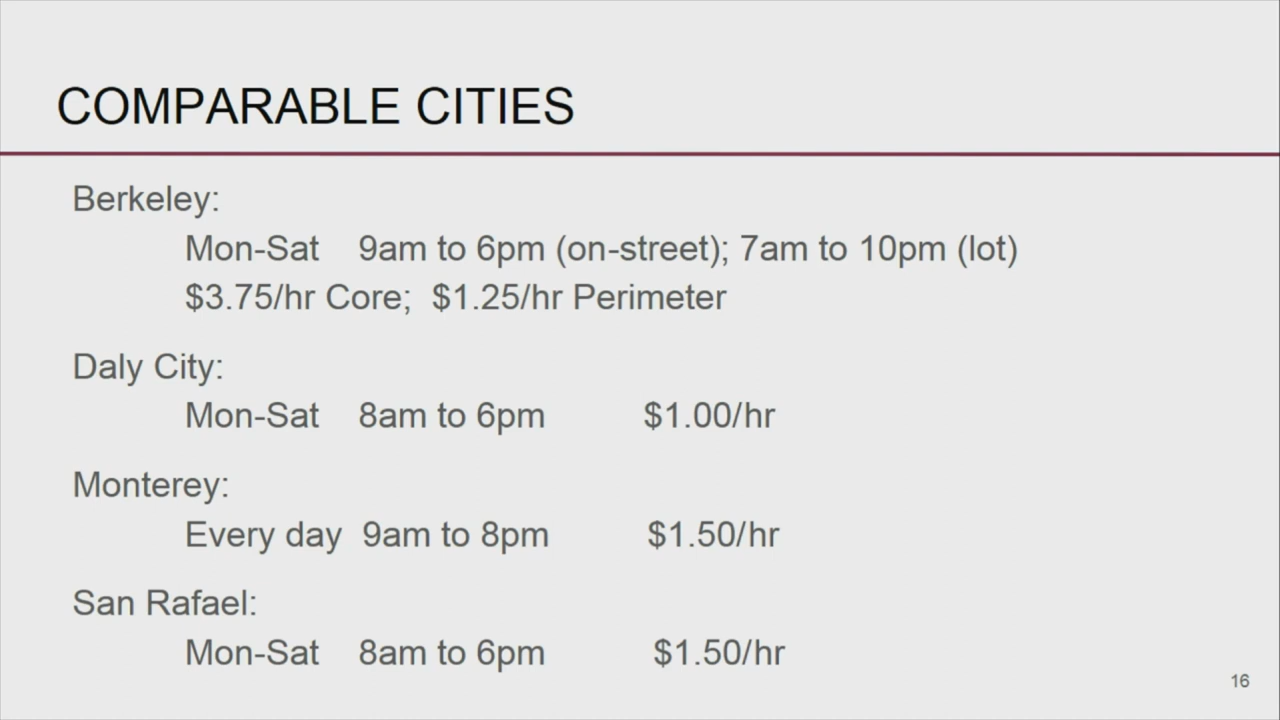 COMPARABLE CITIES
Berkeley:
Mon-Sat 9am to 6pm (on-street); 7am to 10pm (lot)
$3.75/hr Core; $1.25/hr Perimeter
Daly City:
Mon-Sat 8am to 6pm $1.00/hr
Monterey:
Every day 9am to 8pm $1.50/hr
San Rafael:
Mon-Sat 8am to 6pm $1.50/hr
16